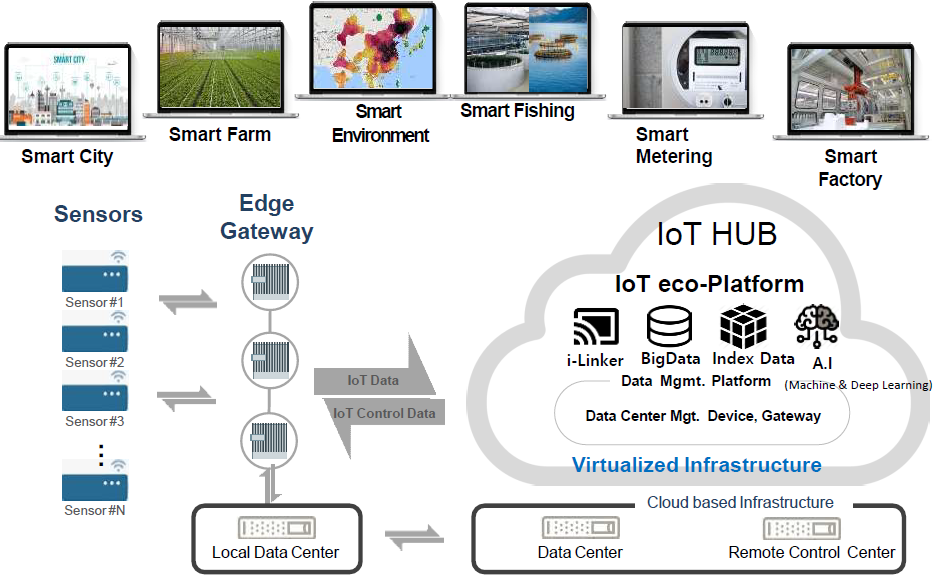 SMART CITY
Smart City
Smart Farm
Smart
Environment
Smart Fishing
Smart
Metering
Smart
Factory
Sensors
Edge
Gateway
Sensor#1
Sensor#2
Sensor#3
Sensor#N
IoT Data
IoT Control Data
IoT HUB
IoT eco-Platform
i-Linker
BigData
Index Data
A.I
(Machine & Deep Learning)
Data Mgmt. Platform
Data Center Mgt. Device, Gateway
Virtualized Infrastructure
Cloud based Infrastructure
Local Data Center
Data Center
Remote Control Center